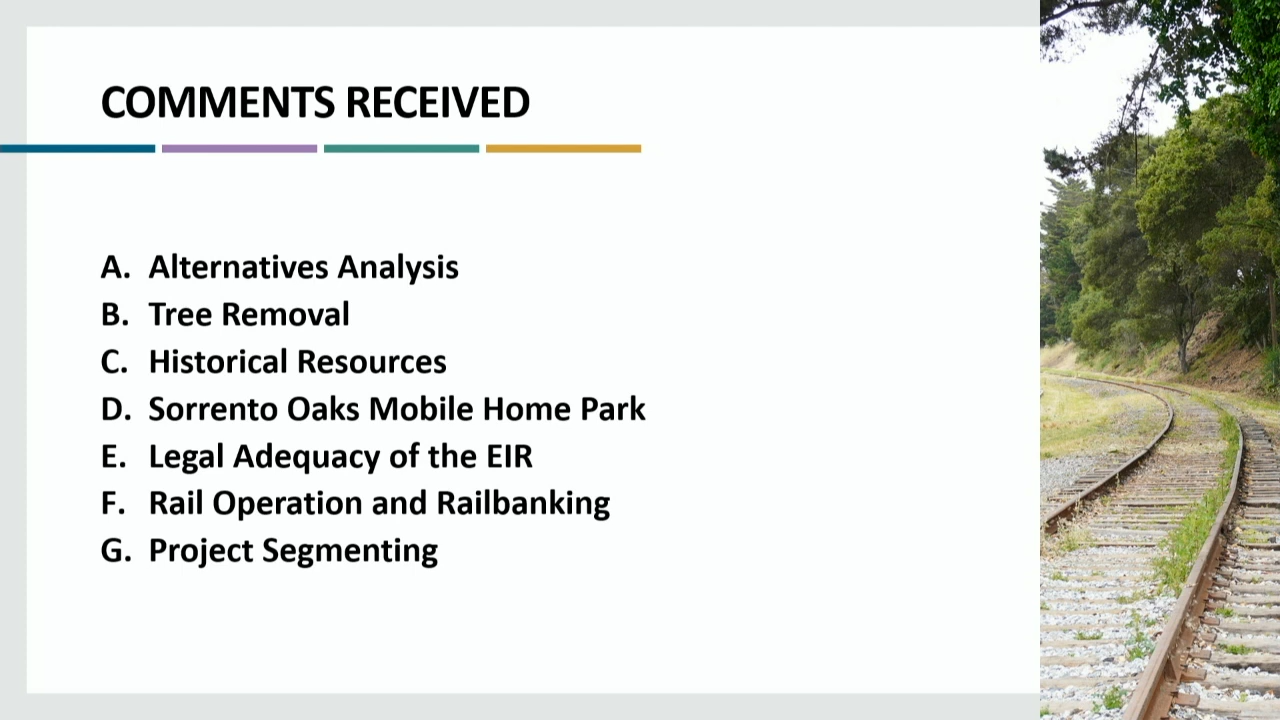 COMMENTS RECEIVED
A. Alternatives Analysis
B. Tree Removal
C. Historical Resources
D. Sorrento Oaks Mobile Home Park
E. Legal Adequacy of the EIR
F. Rail Operation and Railbanking
G. Project Segmenting